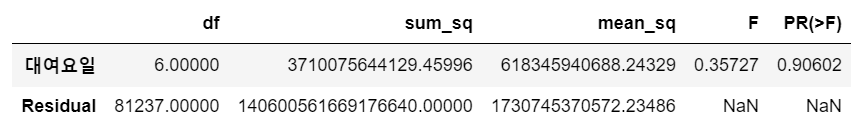 df sum_sq mean_sq F PR(>F)
대여요일 6.00000 3710075644129.45996 618345940688.24329 0.35727 0.90602
Residual 81237.00000 140600561669176640.00000 1730745370572.23486 NaN NaN